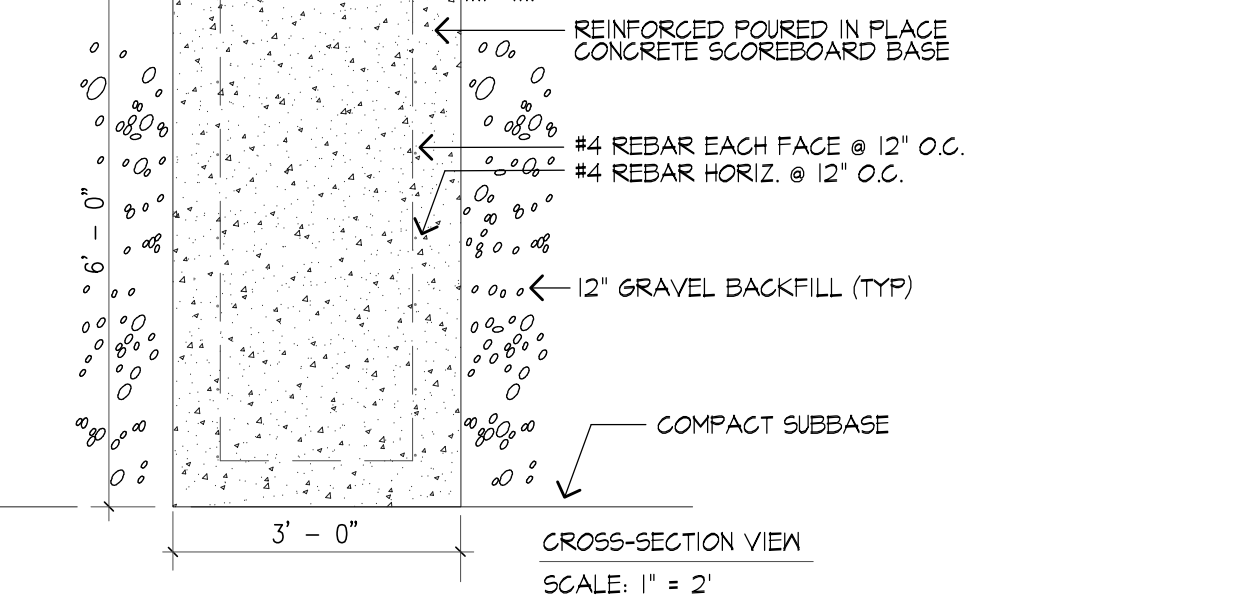 REINFORCED POURED IN PLACE
CONCRETE SCOREBOARD BASE
#4 REBAR EACH FACE @ 12" O.C.
#4 REBAR HORIZ. @ 12" O.C.
6' – 0"
12" GRAVEL BACKFILL (TYP)
COMPACT SUBBASE
3' – 0"
CROSS-SECTION VIEW
SCALE: 1" = 2'